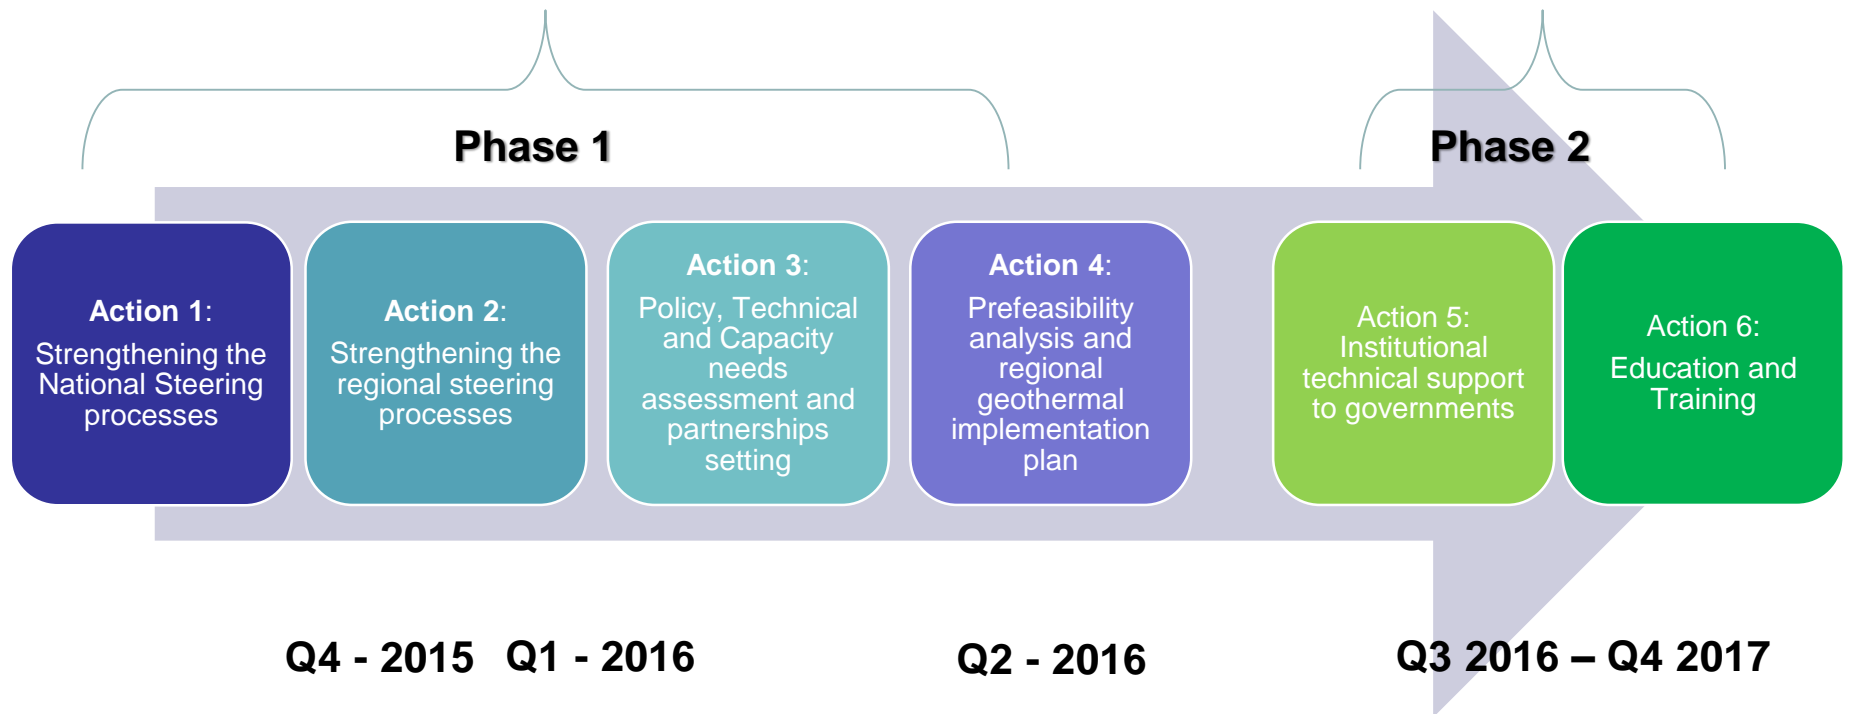 Phase 1
Phase 2
Action 1:
Strengthening the
National Steering
processes
Action 2:
Strengthening the
regional steering
processes
Action 3:
Policy, Technical
and Capacity
needs
assessment and
partnerships
setting
Action 4:
Prefeasibility
analysis and
regional
geothermal
implementation
plan
Action 5:
Institutional
technical support
to governments
Action 6:
Education and
Training
Q4 - 2015
Q1 - 2016
Q2 - 2016
Q3 2016 – Q4 2017